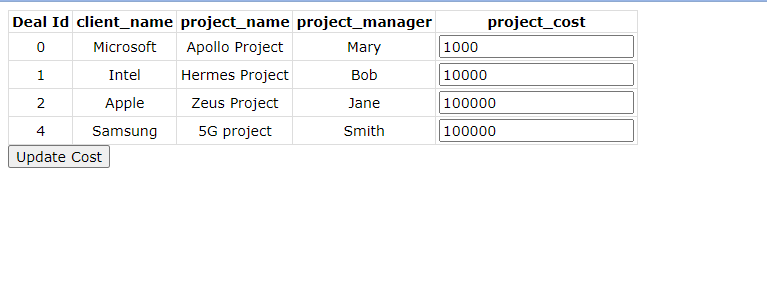 Deal Id client_name project_name project_manager project_cost
0 Microsoft Apollo Project Mary 1000
1 Intel Hermes Project Bob 10000
2 Apple Zeus Project Jane 100000
4 Samsung 5G project Smith 100000
Update Cost